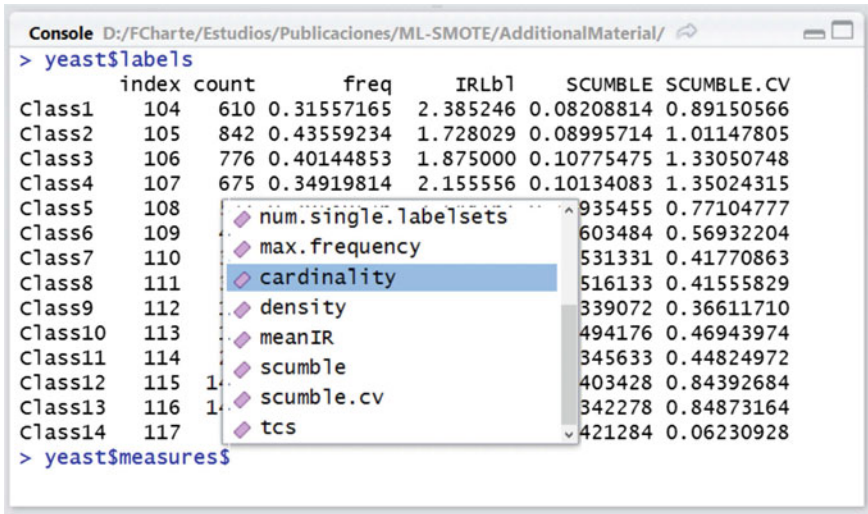 Console D:/FCharte/Estudios/Publicaciones/ML-SMOTE/AdditionalMaterial/
> yeast$labels
index count freq IRLbl SCUMBLE SCUMBLE.CV
Class1 104 610 0.31557165 2.385246 0.08208814 0.89150566
Class2 105 842 0.43559234 1.728029 0.08995714 1.01147805
Class3 106 776 0.40144853 1.875000 0.10775475 1.33050748
Class4 107 675 0.34919814 2.155556 0.10134083 1.35024315
Class5 108 935455 0.77104777
num.single.labelsets
Class6 109 603484 0.56932204
max.frequency
Class7 110 531331 0.41770863
cardinality
Class8 111 516133 0.41555829
Class9 112 339072 0.36611710
density
Class10 113 494176 0.46943974
meanIR
Class11 114 345633 0.44824972
scumble
Class12 115 14 403428 0.84392684
scumble.cv
Class13 116 14 342278 0.84873164
Class14 117 421284 0.06230928
tcs
> yeast$measures$